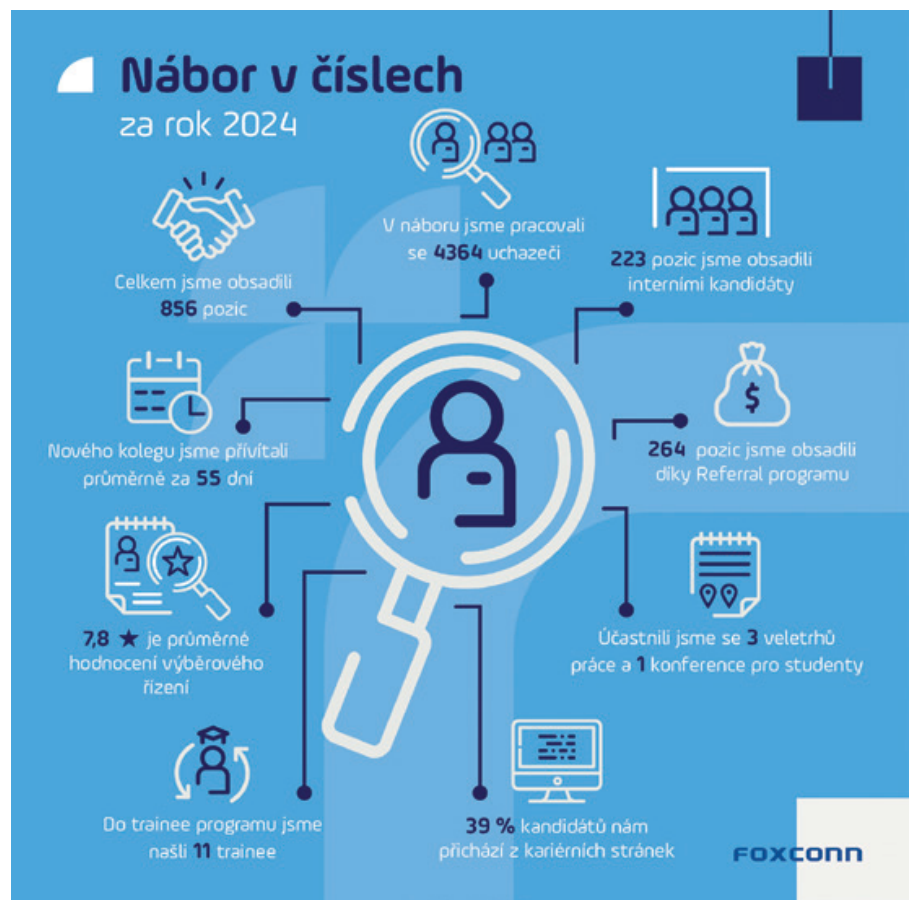 Nábor v číslech
za rok 2024
V náboru jsme pracovali
se 4364 uchazeči
Celkem jsme obsadili
856 pozic
223 pozic jsme obsadili
interními kandidáty
Nového kolegu jsme přivítali
průměrně za 55 dní
$
264 pozic jsme obsadili
díky Referral programu
7,8 ★ je průměrné
hodnocení výběrového
řízení
Účastnili jsme se 3 veletrhů
práce a 1 konference pro studenty
Do trainee programu jsme
našli 11 trainee
39 % kandidátů nám
přichází z kariérních stránek
FOXCONN